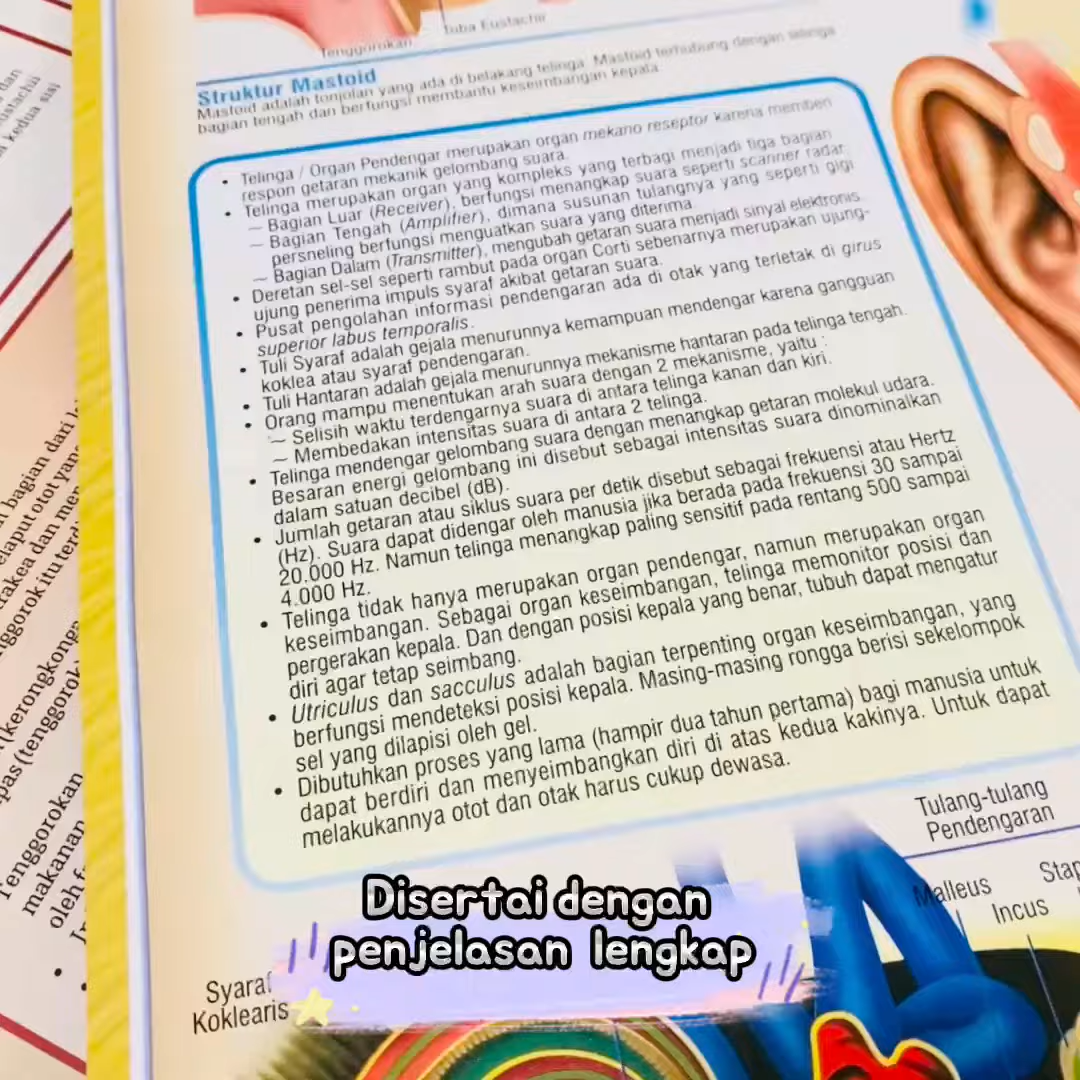 Tuba Eustachii
Tenggorokan
Struktur Mastoid
Mastoid adalah tonjolan yang ada di belakang telinga. Mastoid terhubung dengan telinga
bagian tengah dan berfungsi membantu keseimbangan kepala.
• Telinga / Organ Pendengar merupakan organ mekano reseptor karena memberi
respon getaran mekanik gelombang suara.
• Telinga merupakan organ yang kompleks yang terbagi menjadi tiga bagian
– Bagian Luar (Receiver), berfungsi menangkap suara seperti scanner radar.
– Bagian Tengah (Amplifier), dimana susunan tulangnya yang seperti gigi
persneling berfungsi menguatkan suara yang diterima.
– Bagian Dalam (Transmitter), mengubah getaran suara menjadi sinyal elektronis.
• Deretan sel-sel seperti rambut pada organ Corti sebenarnya merupakan ujung-
ujung penerima impuls syaraf akibat getaran suara.
• Pusat pengolahan informasi pendengaran ada di otak yang terletak di girus
superior labus temporalis.
• Tuli Syaraf adalah gejala menurunnya kemampuan mendengar karena gangguan
koklea atau syaraf pendengaran.
• Tuli Hantaran adalah gejala menurunnya mekanisme hantaran pada telinga tengah.
• Orang mampu menentukan arah suara dengan 2 mekanisme, yaitu :
– Selisih waktu terdengarnya suara di antara telinga kanan dan kiri.
– Membedakan intensitas suara di antara 2 telinga.
• Telinga mendengar gelombang suara dengan menangkap getaran molekul udara.
Besaran energi gelombang ini disebut sebagai intensitas suara dinominalkan
dalam satuan decibel (dB).
• Jumlah getaran atau siklus suara per detik disebut sebagai frekuensi atau Hertz
(Hz). Suara dapat didengar oleh manusia jika berada pada frekuensi 30 sampai
20.000 Hz. Namun telinga menangkap paling sensitif pada rentang 500 sampai
4.000 Hz.
• Telinga tidak hanya merupakan organ pendengar, namun merupakan organ
keseimbangan. Sebagai organ keseimbangan, telinga memonitor posisi dan
pergerakan kepala. Dan dengan posisi kepala yang benar, tubuh dapat mengatur
diri agar tetap seimbang.
• Utriculus dan sacculus adalah bagian terpenting organ keseimbangan, yang
berfungsi mendeteksi posisi kepala. Masing-masing rongga berisi sekelompok
sel yang dilapisi oleh gel.
• Dibutuhkan proses yang lama (hampir dua tahun pertama) bagi manusia untuk
dapat berdiri dan menyeimbangkan diri di atas kedua kakinya. Untuk dapat
melakukannya otot dan otak harus cukup dewasa.
Tulang-tulang
Pendengaran
Malleus
Incus
Syaraf
Koklearis
Disertai dengan
penjelasan lengkap
dan
kedua sisi
bagian dari
selaput otot yang
trakea dan
itu
(kerongkongan
(tenggorok
Tenggorokan
makanan
oleh